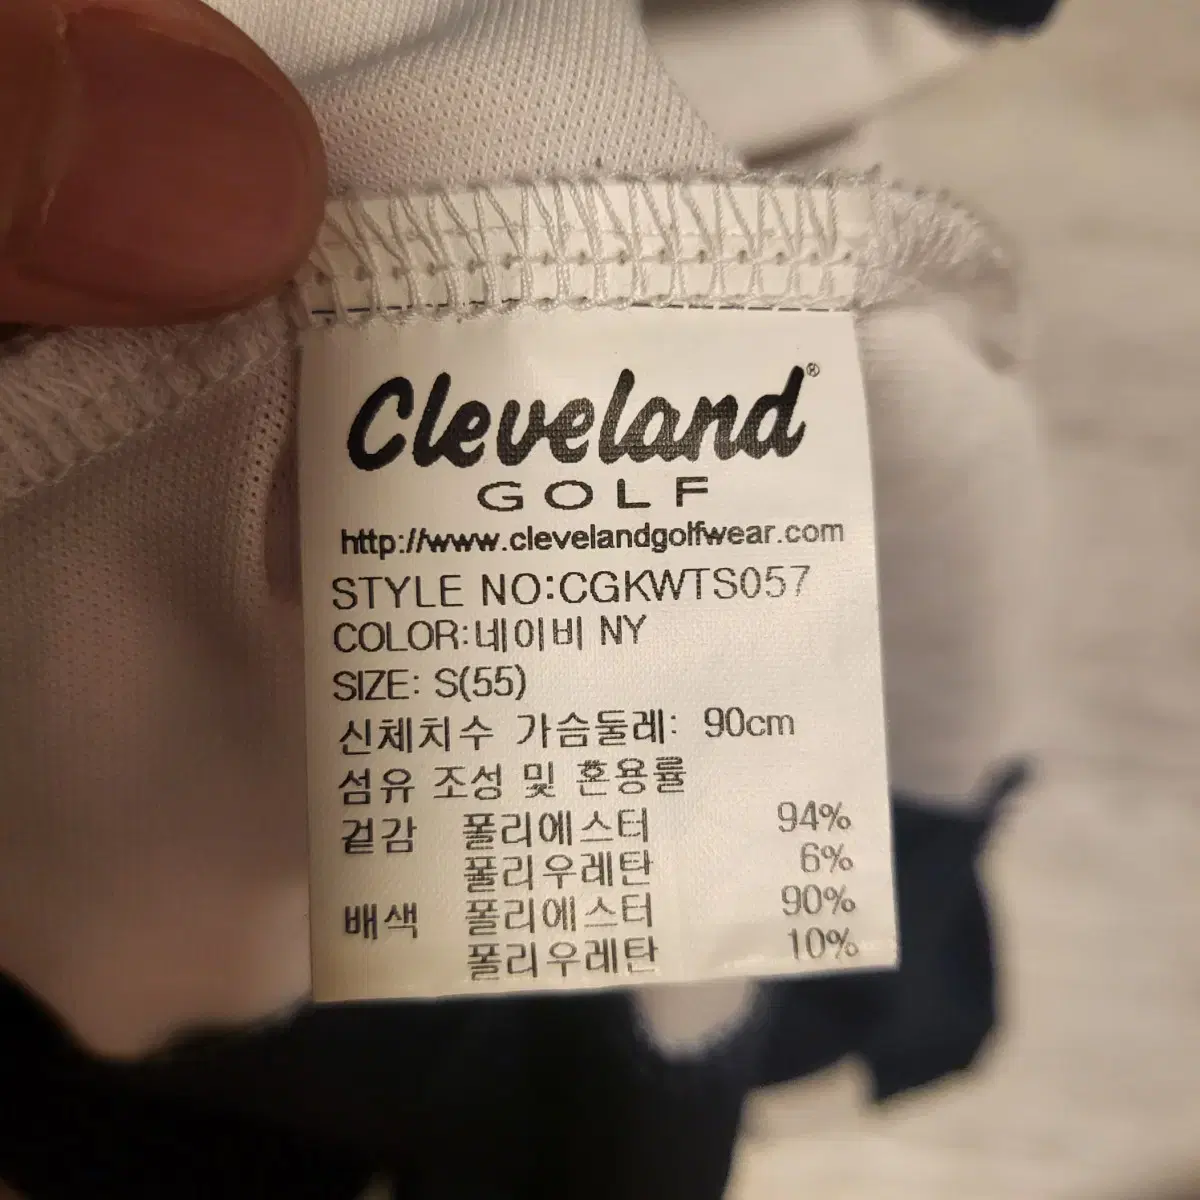 Cleveland®
GOLF
http://www.clevelandgolfwear.com
STYLE NO:CGKWTS057
COLOR:네이비 NY
SIZE: S(55)
신체치수 가슴둘레: 90cm
섬유 조성 및 혼용률
겉감 폴리에스터 94%
폴리우레탄 6%
배색 폴리에스터 90%
폴리우레탄 10%